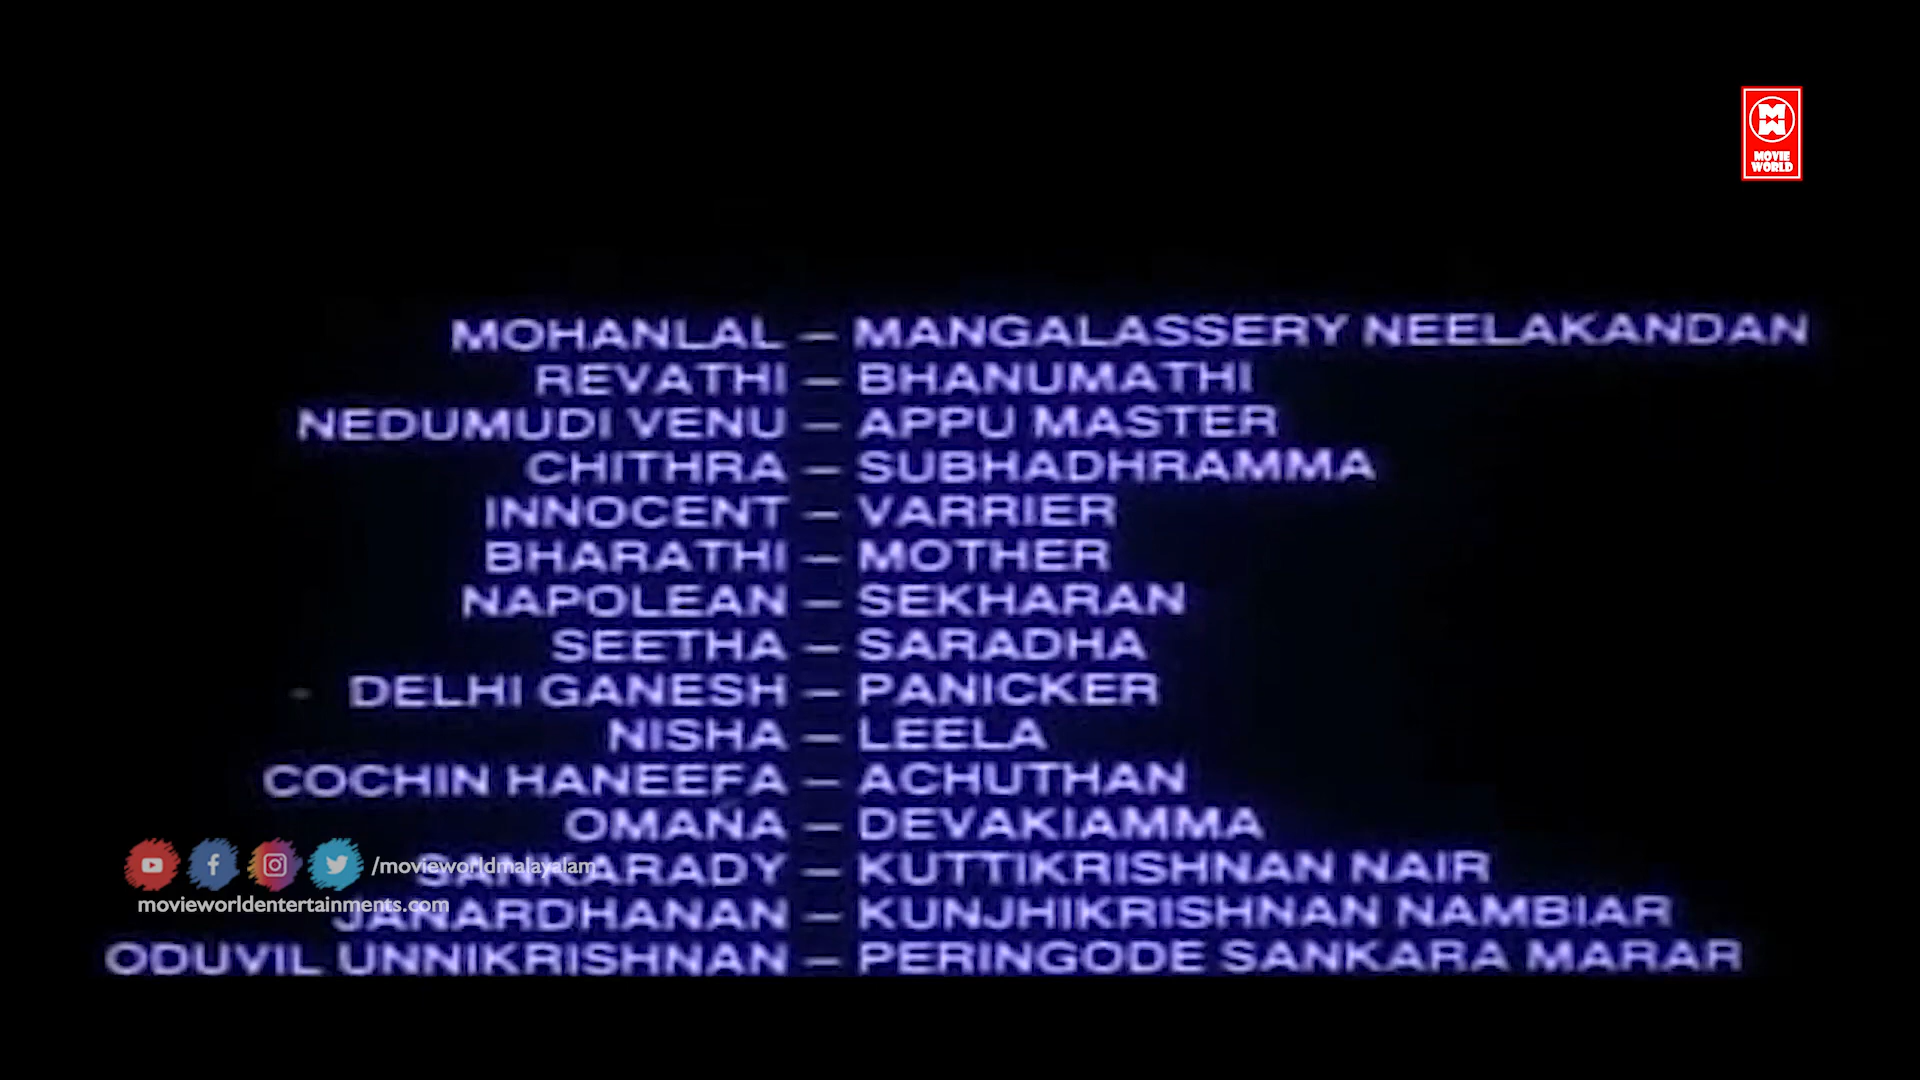 MOVIE
WORLD
MOHANLAL – MANGALASSERY NEELAKANDAN
REVATHI – BHANUMATHI
NEDUMUDI VENU – APPU MASTER
CHITHRA – SUBHADHRAMMA
INNOCENT – VARRIER
BHARATHI – MOTHER
NAPOLEAN – SEKHARAN
SEETHA – SARADHA
DELHI GANESH – PANICKER
NISHA – LEELA
COCHIN HANEEFA – ACHUTHAN
OMANA – DEVAKIAMMA
SANKARADY – KUTTIKRISHNAN NAIR
/movieworldmalayalam
movieworldentertainments.com
JANARDHANAN – KUNJHIKRISHNAN NAMBIAR
ODUVIL UNNIKRISHNAN – PERINGODE SANKARA MARAR